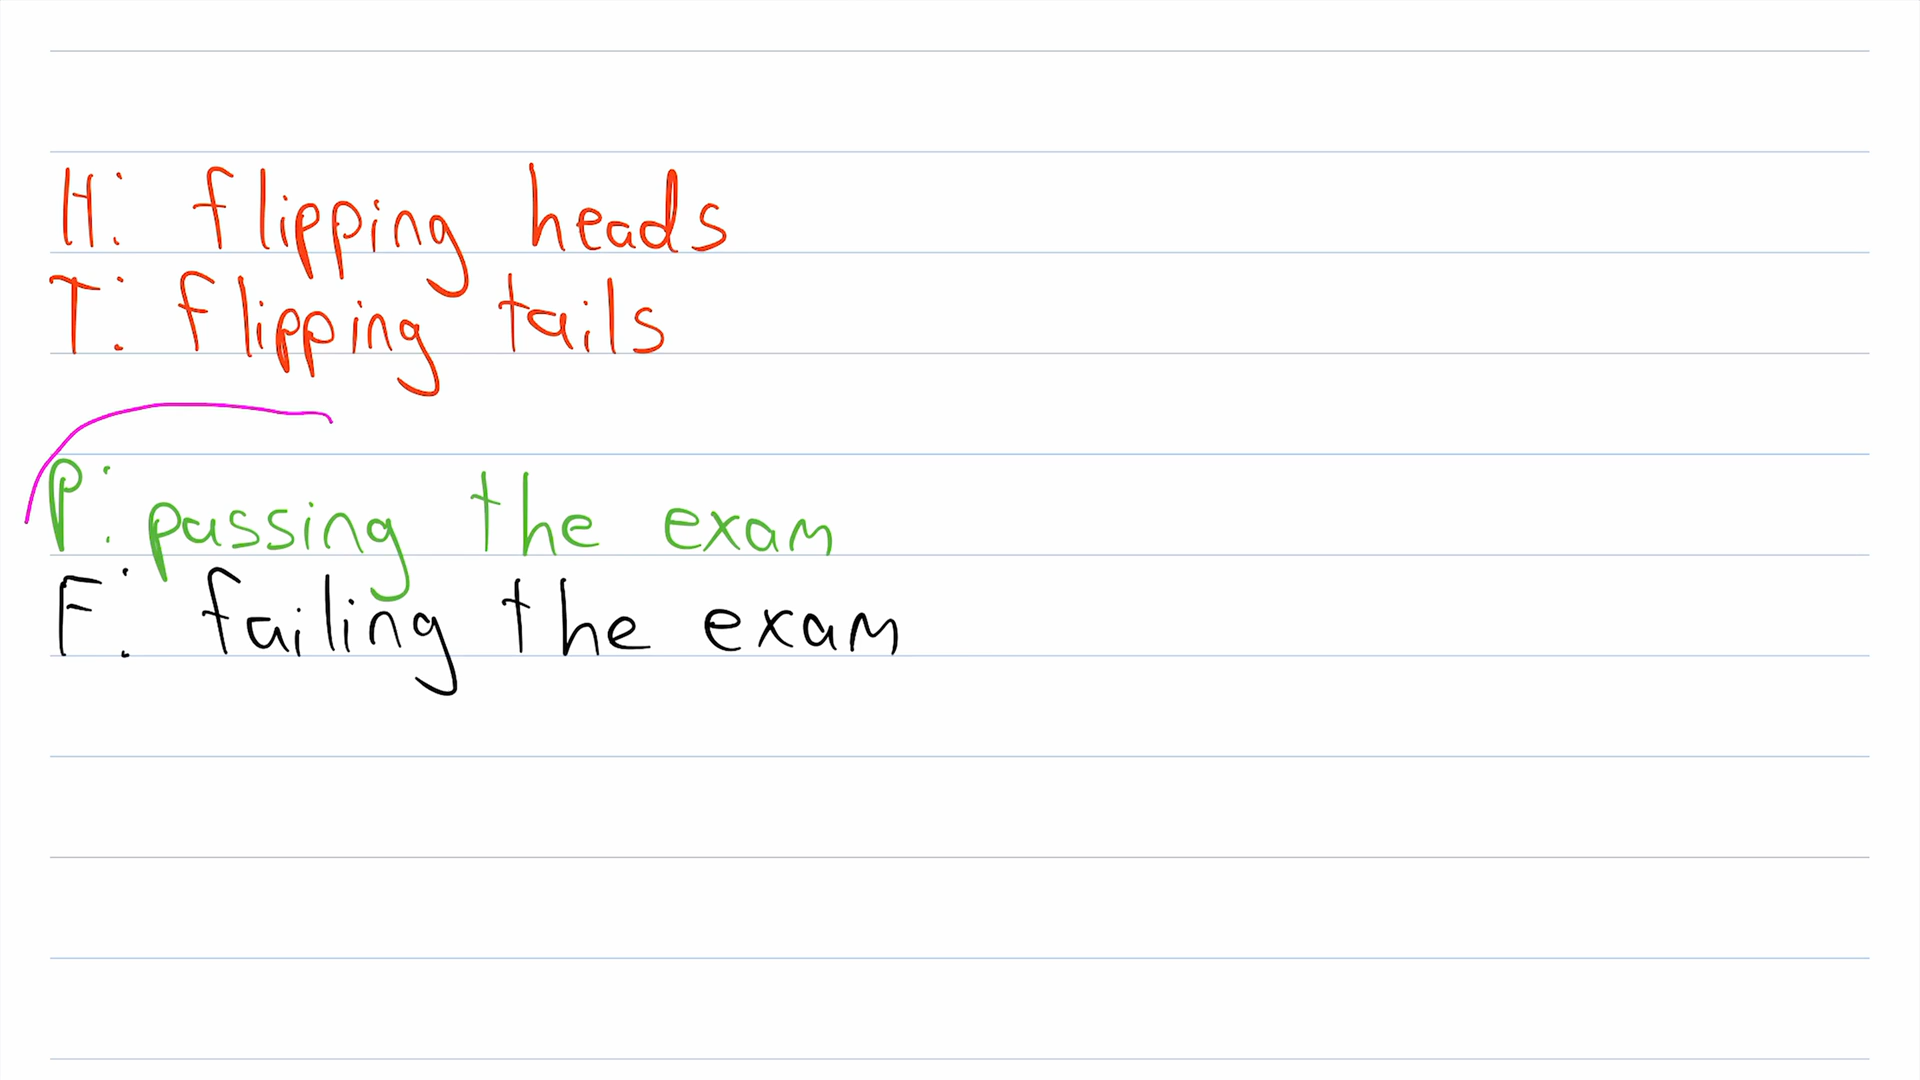 H: flipping heads
T: flipping tails
P: passing the exam
F: failing the exam